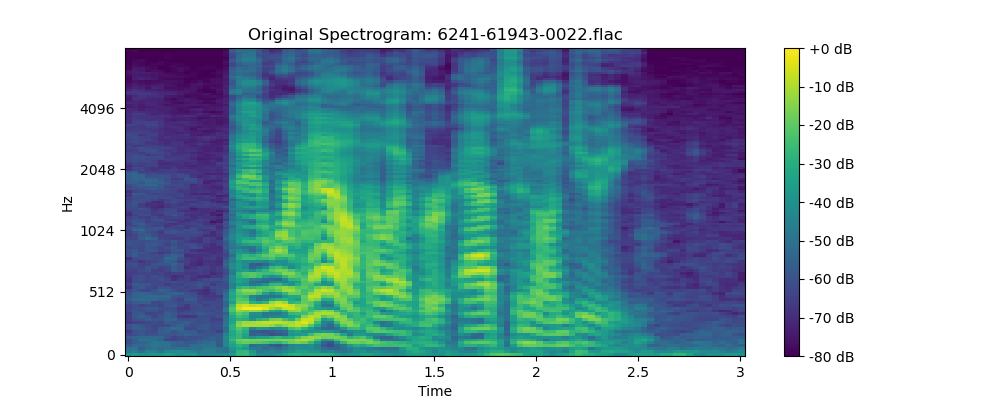 Original Spectrogram: 6241-61943-0022.flac
Hz
4096
2048
1024
512
0
0
0.5
1
1.5
2
2.5
3
Time
+0 dB
-10 dB
-20 dB
-30 dB
-40 dB
-50 dB
-60 dB
-70 dB
-80 dB